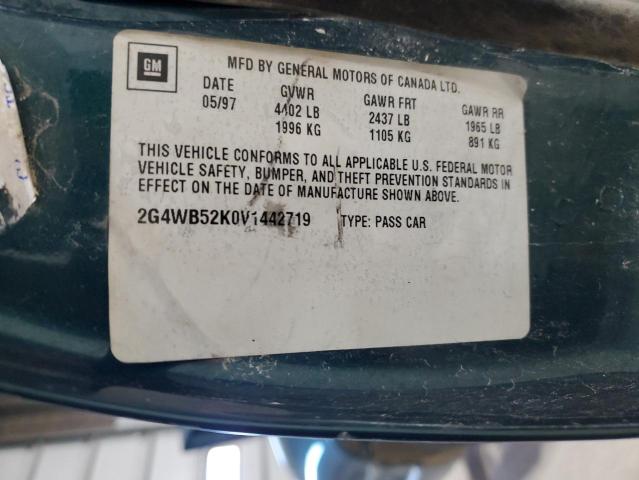 GM
MFD BY GENERAL MOTORS OF CANADA LTD.
DATE GVWR GAWR FRT GAWR RR
05/97 4402 LB 2437 LB 1965 LB
1996 KG 1105 KG 891 KG
THIS VEHICLE CONFORMS TO ALL APPLICABLE U.S. FEDERAL MOTOR
VEHICLE SAFETY, BUMPER, AND THEFT PREVENTION STANDARDS IN
EFFECT ON THE DATE OF MANUFACTURE SHOWN ABOVE.
2G4WB52K0V1442719 TYPE: PASS CAR